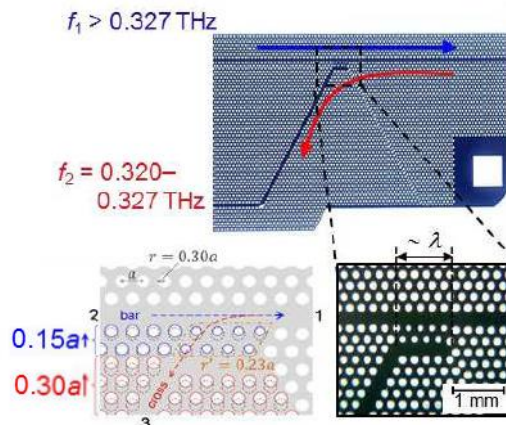 f₁ > 0.327 THz
f₂ = 0.320–
0.327 THz
~ λ
r = 0.30a
a
bar
2
1
0.15a
r' = 0.23a
0.30a
cross
3
1 mm